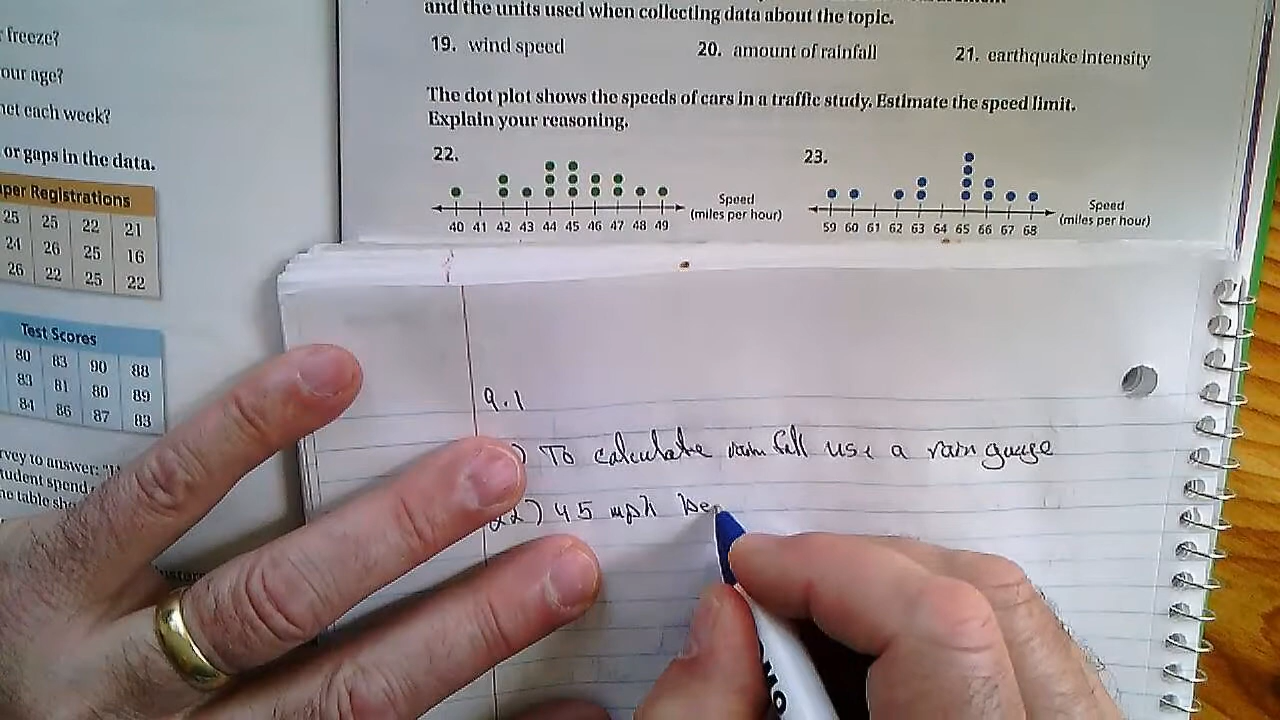 freeze?
our age?
net each week?
or gaps in the data.
per Registrations
25 25 22 21
24 26 25 16
26 22 25 22
Test Scores
80 83 90 88
83 81 80 89
84 86 87 83
vey to answer:
tudent spend
table
and the units used when collecting data about the topic.
19. wind speed 20. amount of rainfall 21. earthquake intensity
The dot plot shows the speeds of cars in a traffic study. Estimate the speed limit.
Explain your reasoning.
22. 23.
Speed
(miles per hour)
40 41 42 43 44 45 46 47 48 49
Speed
(miles per hour)
59 60 61 62 63 64 65 66 67 68
9.1
) To calculate rain fall use a rain gauge
22) 45 mph be